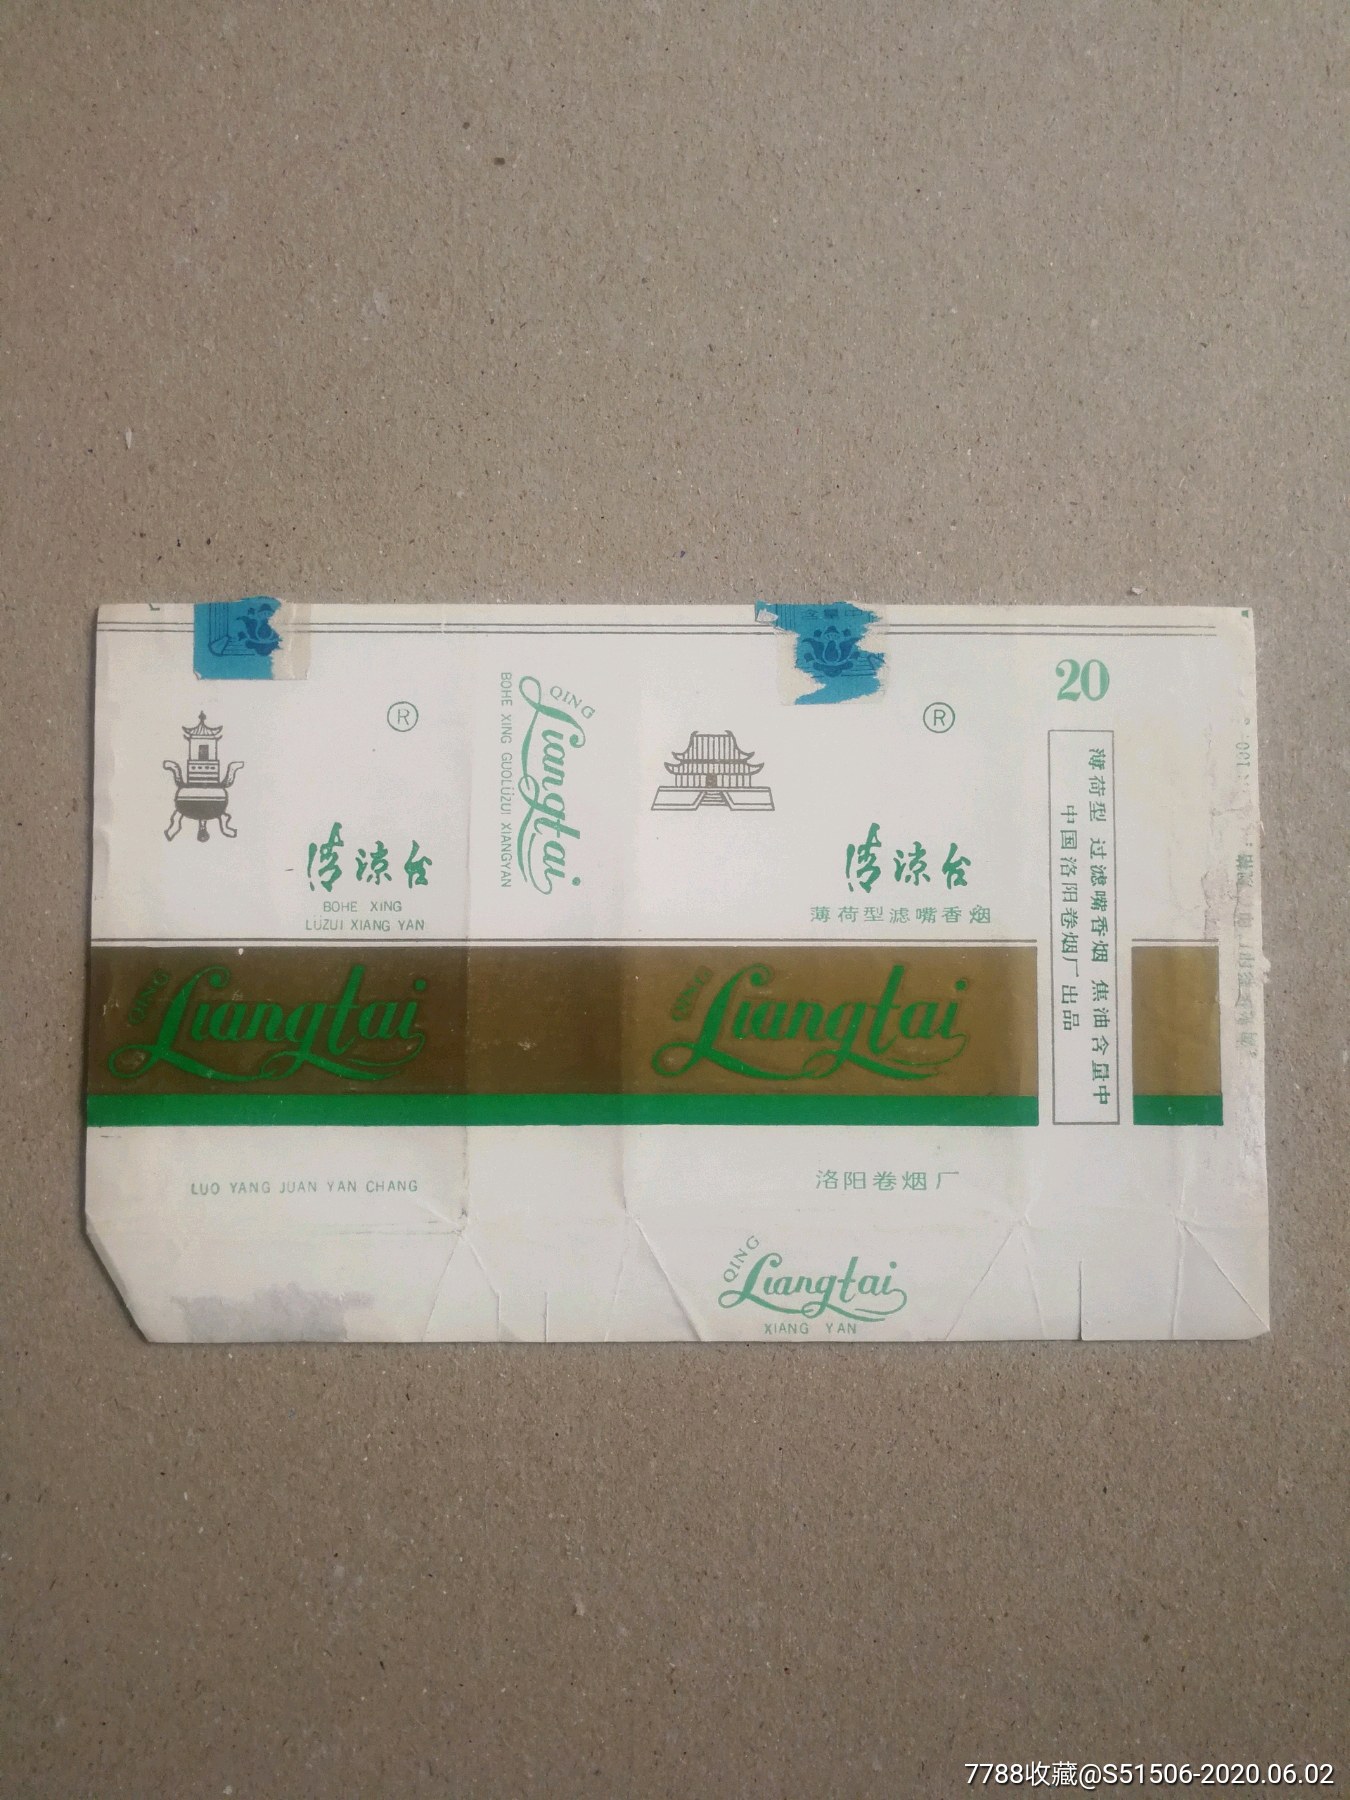 20
®
®
清凉台
BOHE XING
LÜZUI XIANG YAN
QING
Liangtai
BOHE XING GUOLÜZUI XIANGYAN
清凉台
薄荷型滤嘴香烟
薄荷型 过滤嘴香烟 焦油含量中
中国洛阳卷烟厂出品
QING
Liangtai
QING
Liangtai
LUO YANG JUAN YAN CHANG
洛阳卷烟厂
QING
Liangtai
XIANG YAN
7788收藏@S51506-2020.06.02